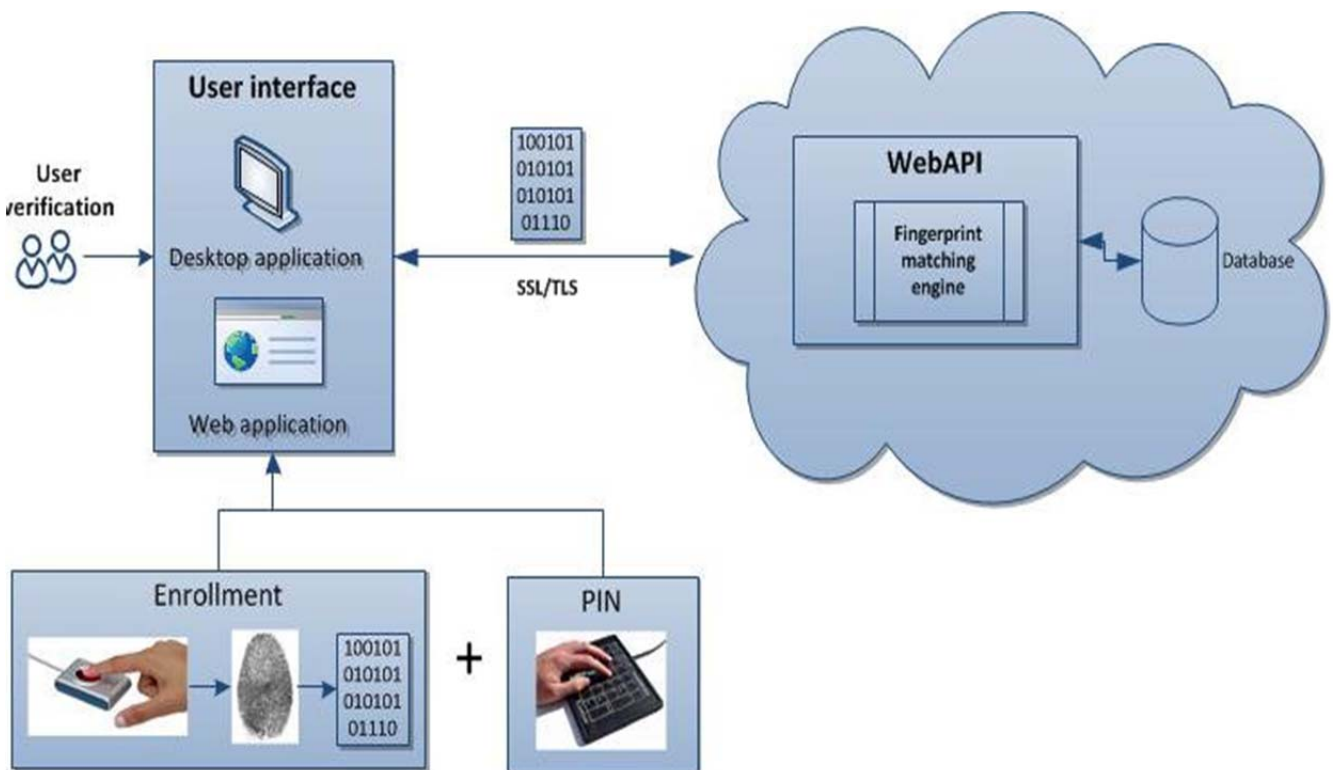 User interface
User
verification
Desktop application
Web application
100101
010101
010101
01110
SSL/TLS
WebAPI
Fingerprint
matching
engine
Database
Enrollment
100101
010101
010101
01110
+
PIN